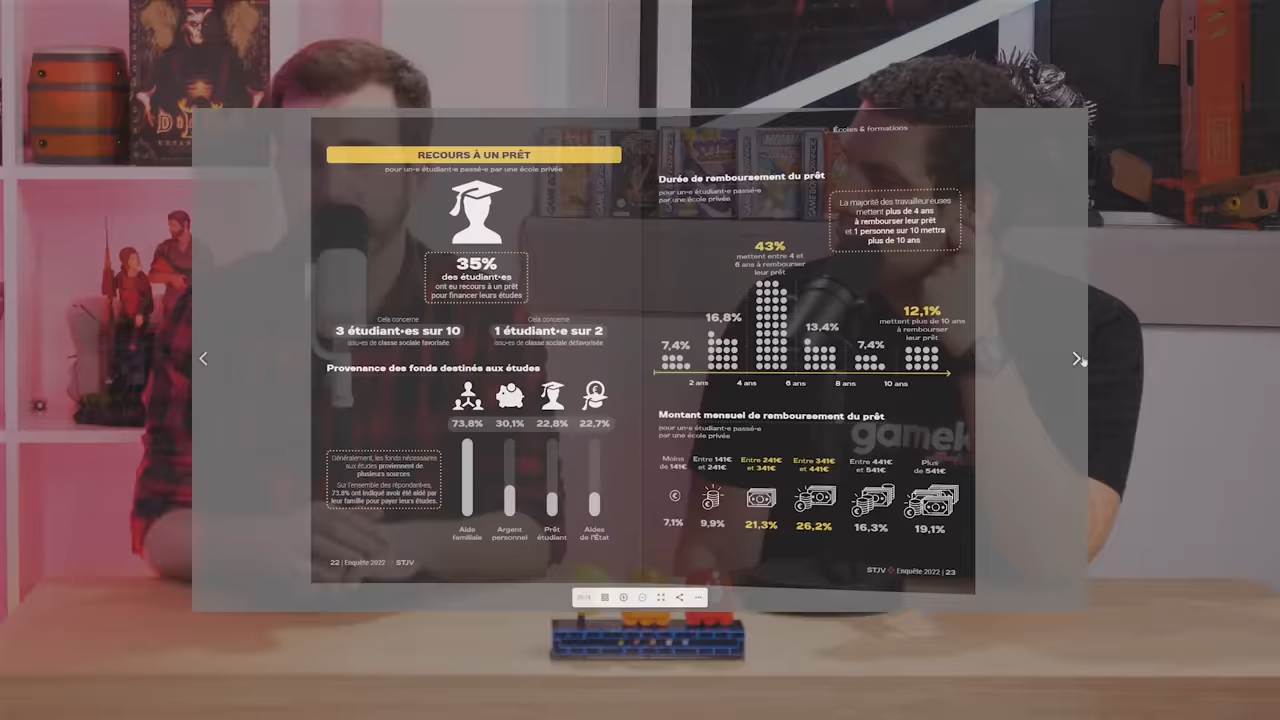 RECOURS À UN PRÊT
pour un·e étudiant·e passé·e par une école privée
35%
des étudiant·es
ont eu recours à un prêt
pour financer leurs études
Cela concerne
3 étudiant·es sur 10
issu·es de classe sociale favorisée
Cela concerne
1 étudiant·e sur 2
issu·es de classe sociale défavorisée
Provenance des fonds destinés aux études
73,8%
30,1%
22,8%
22,7%
Généralement, les fonds nécessaires
aux études proviennent de
plusieurs sources
Sur l'ensemble des répondant·es,
73.8% ont indiqué avoir été aidé par
leur famille pour payer leurs études.
Aide
familiale
Argent
personnel
Prêt
étudiant
Aides
de l'État
22 | Enquête 2022
STJV
Écoles & formations
Durée de remboursement du prêt
pour un·e étudiant·e passé·e
par une école privée
La majorité des travailleur·euses
mettent plus de 4 ans
à rembourser leur prêt
et 1 personne sur 10 mettra
plus de 10 ans
43%
mettent entre 4 et
6 ans à rembourser
leur prêt
12,1%
mettent plus de 10 ans
à rembourser
leur prêt
7,4%
16,8%
13,4%
7,4%
2 ans
4 ans
6 ans
8 ans
10 ans
Montant mensuel de remboursement du prêt
pour un·e étudiant·e passé·e
par une école privée
gamek
Moins
de 141€
Entre 141€
et 241€
Entre 241€
et 341€
Entre 341€
et 441€
Entre 441€
et 541€
Plus
de 541€
7,1%
9,9%
21,3%
26,2%
16,3%
19,1%
STJV
Enquête 2022 | 23